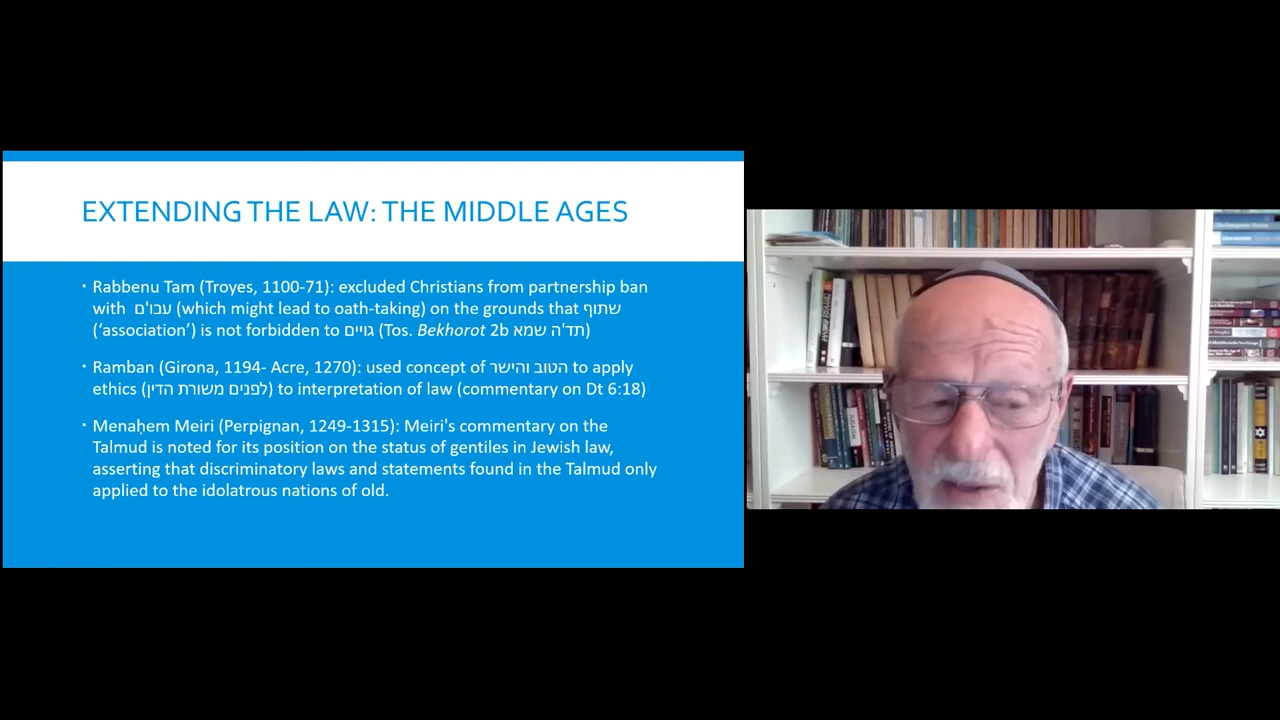 EXTENDING THE LAW: THE MIDDLE AGES
Rabbenu Tam (Troyes, 1100-71): excluded Christians from partnership ban
with עבו'ם (which might lead to oath-taking) on the grounds that שתוף
('association') is not forbidden to גויים (Tos. Bekhorot 2b תד'ה שמא)
Ramban (Girona, 1194- Acre, 1270): used concept of הטוב והישר to apply
ethics (לפנים משורת הדין) to interpretation of law (commentary on Dt 6:18)
Menaḥem Meiri (Perpignan, 1249-1315): Meiri's commentary on the
Talmud is noted for its position on the status of gentiles in Jewish law,
asserting that discriminatory laws and statements found in the Talmud only
applied to the idolatrous nations of old.